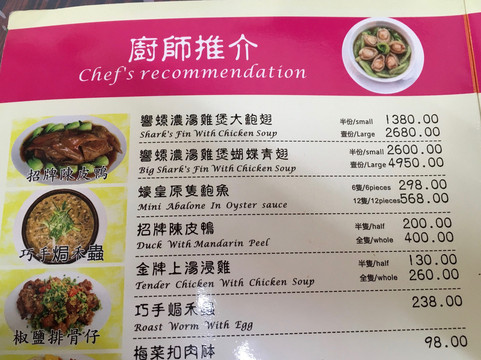 廚師推介
Chef's recommendation
響螺濃湯雞煲大鮑翅 半份/small 1380.00
Shark's Fin With Chicken Soup 壹份/Large 2680.00
響螺濃湯雞煲蝴蝶青翅 半份/small 2600.00
Big Shark's Fin With Chicken Soup 壹份/Large 4950.00
蠔皇原隻鮑魚 6隻/6pieces 298.00
Mini Abalone In Oyster sauce 12隻/12pieces 568.00
招牌陳皮鴨 半隻/half 200.00
Duck With Mandarin Peel 全隻/whole 400.00
金牌上湯浸雞 半隻/half 130.00
Tender Chicken With Chicken Soup 全隻/whole 260.00
巧手焗禾蟲 238.00
Roast Worm With Egg
梅菜扣肉 98.00
招牌陳皮鴨
巧手焗禾蟲
椒鹽排骨仔